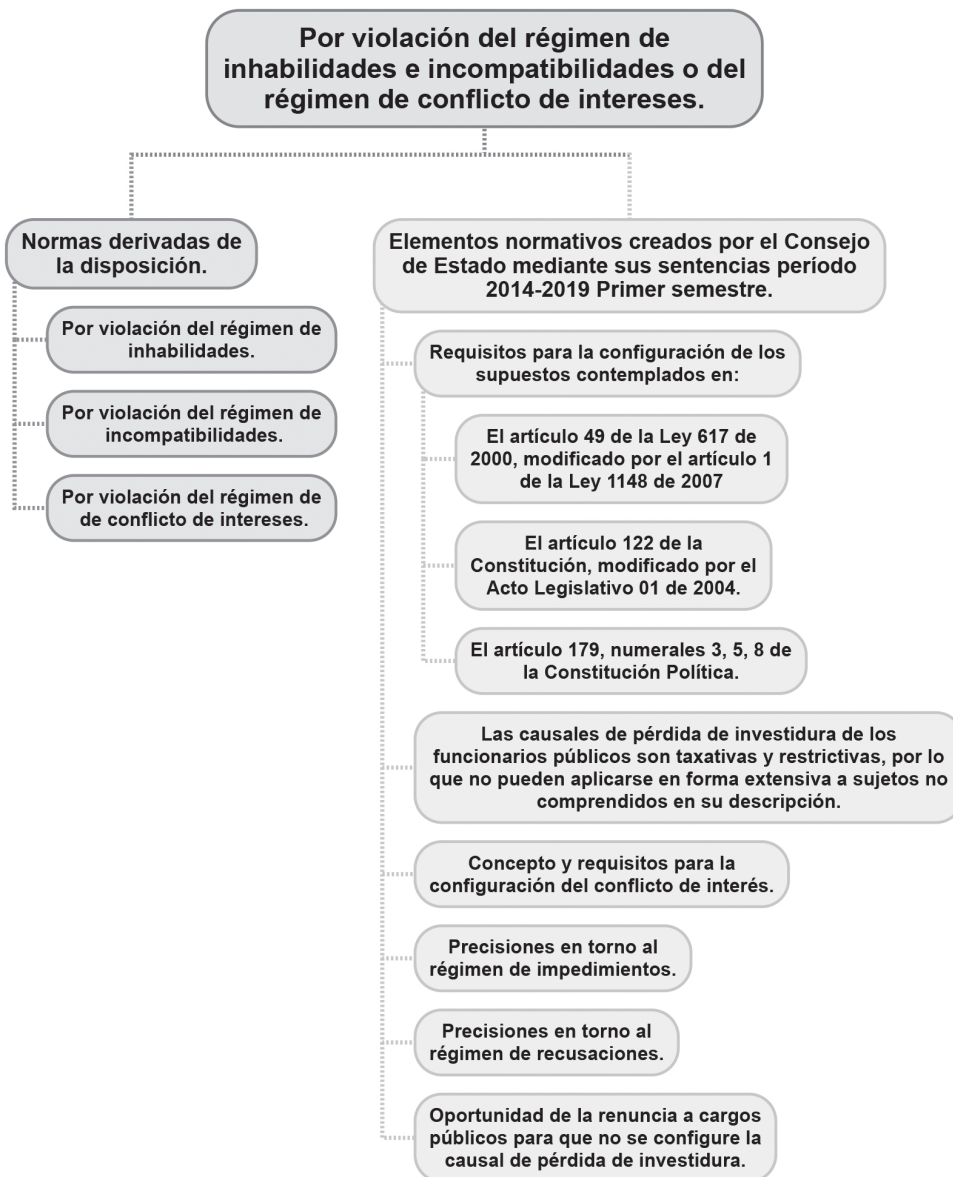 Por violación del régimen de
inhabilidades e incompatibilidades o del
régimen de conflicto de intereses.
Normas derivadas de
la disposición.
Por violación del régimen de
inhabilidades.
Por violación del régimen de
incompatibilidades.
Por violación del régimen de
de conflicto de intereses.
Elementos normativos creados por el Consejo
de Estado mediante sus sentencias período
2014-2019 Primer semestre.
Requisitos para la configuración de los
supuestos contemplados en:
El artículo 49 de la Ley 617 de
2000, modificado por el artículo 1
de la Ley 1148 de 2007
El artículo 122 de la
Constitución, modificado por el
Acto Legislativo 01 de 2004.
El artículo 179, numerales 3, 5, 8 de
la Constitución Política.
Las causales de pérdida de investidura de los
funcionarios públicos son taxativas y restrictivas, por lo
que no pueden aplicarse en forma extensiva a sujetos no
comprendidos en su descripción.
Concepto y requisitos para la
configuración del conflicto de interés.
Precisiones en torno al
régimen de impedimientos.
Precisiones en torno al
régimen de recusaciones.
Oportunidad de la renuncia a cargos
públicos para que no se configure la
causal de pérdida de investidura.